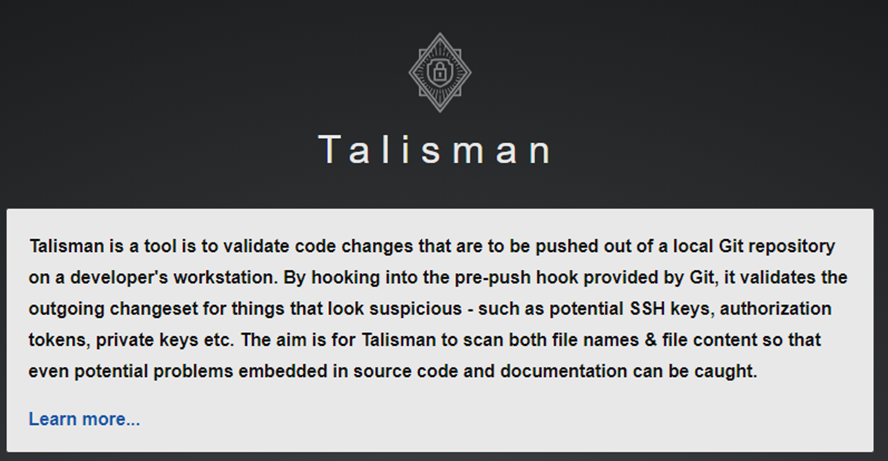 Talisman
Talisman is a tool is to validate code changes that are to be pushed out of a local Git repository
on a developer's workstation. By hooking into the pre-push hook provided by Git, it validates the
outgoing changeset for things that look suspicious - such as potential SSH keys, authorization
tokens, private keys etc. The aim is for Talisman to scan both file names & file content so that
even potential problems embedded in source code and documentation can be caught.
Learn more...